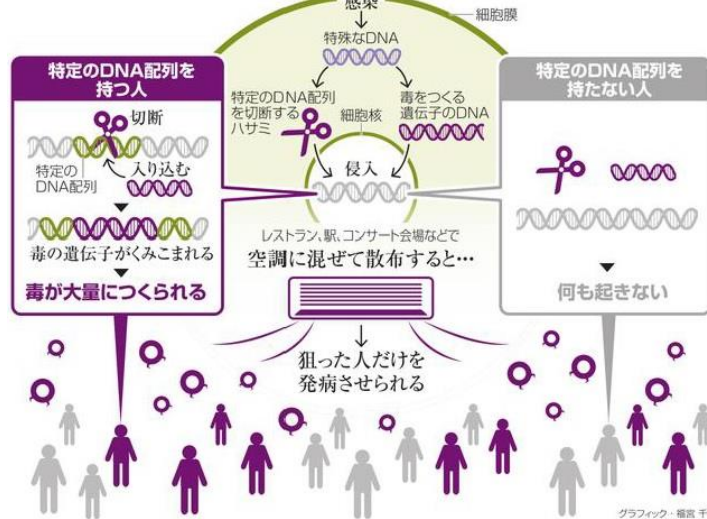 感染
細胞膜
特殊なDNA
特定のDNA配列
を切断する
ハサミ
毒をつくる
遺伝子のDNA
細胞核
侵入
特定のDNA配列を
持つ人
切断
特定の
DNA配列
入り込む
毒の遺伝子がくみこまれる
毒が大量につくられる
特定のDNA配列を
持たない人
何も起きない
レストラン、駅、コンサート会場などで
空調に混ぜて散布すると…
狙った人だけを
発病させられる
グラフィック・福宮 千